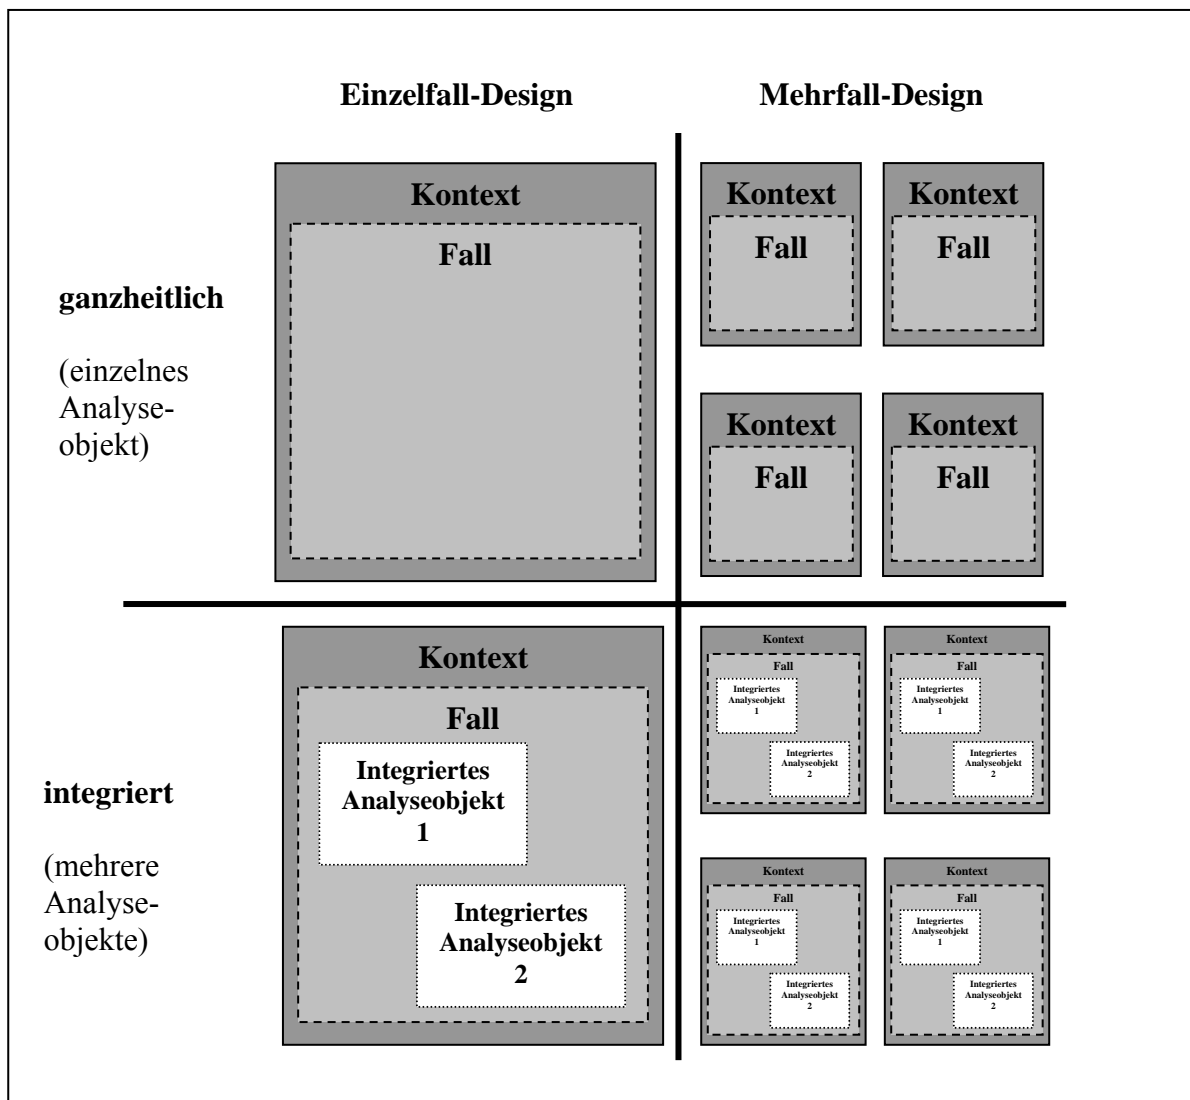 Einzelfall-Design
Mehrfall-Design
ganzheitlich
(einzelnes
Analyse-
objekt)
Kontext
Fall
Kontext
Fall
Kontext
Fall
Kontext
Fall
Kontext
Fall
integriert
(mehrere
Analyse-
objekte)
Kontext
Fall
Integriertes
Analyseobjekt
1
Integriertes
Analyseobjekt
2
Kontext
Fall
Integriertes
Analyseobjekt
1
Integriertes
Analyseobjekt
2
Kontext
Fall
Integriertes
Analyseobjekt
1
Integriertes
Analyseobjekt
2
Kontext
Fall
Integriertes
Analyseobjekt
1
Integriertes
Analyseobjekt
2
Kontext
Fall
Integriertes
Analyseobjekt
1
Integriertes
Analyseobjekt
2